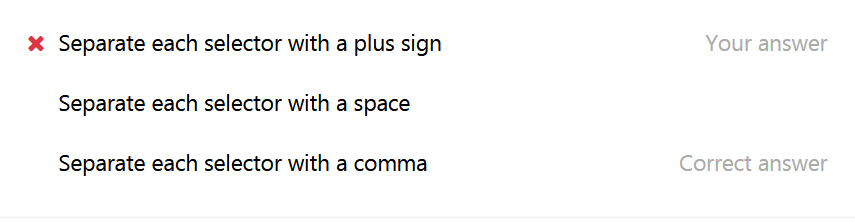 Separate each selector with a plus sign Your answer
Separate each selector with a space
Separate each selector with a comma Correct answer